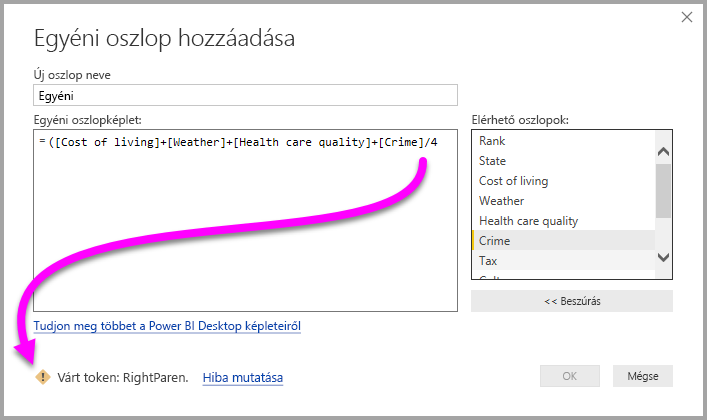 Egyéni oszlop hozzáadása
Új oszlop neve
Egyéni
Egyéni oszlopképlet:
= ([Cost of living]+[Weather]+[Health care quality]+[Crime]/4
Elérhető oszlopok:
Rank
State
Cost of living
Weather
Health care quality
Crime
Tax
<< Beszúrás
Tudjon meg többet a Power BI Desktop képleteiről
Várt token: RightParen. Hiba mutatása
OK Mégse